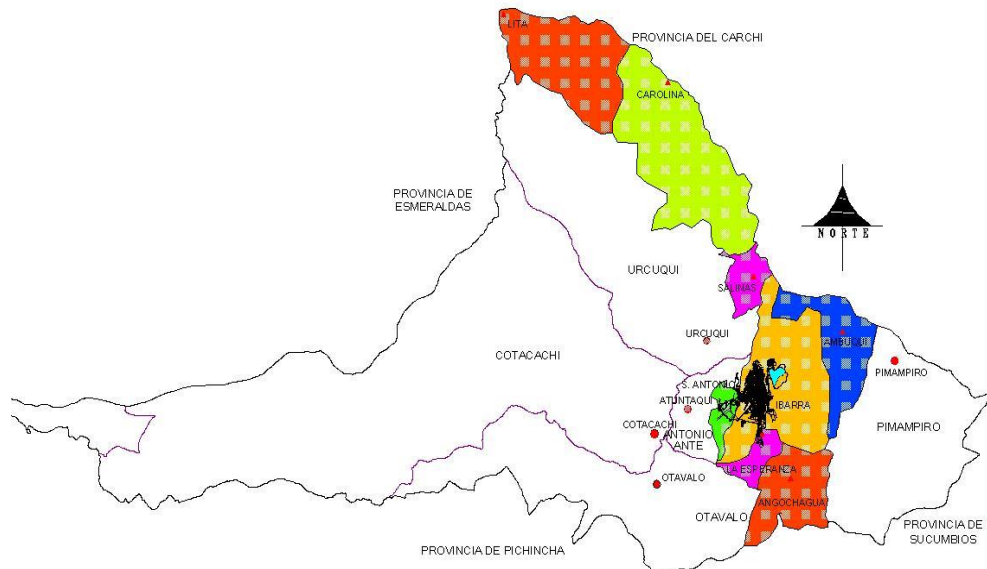 LITA
PROVINCIA DEL CARCHI
CAROLINA
PROVINCIA DE
ESMERALDAS
NORTE
URCUQUI
SALINAS
URCUQUI
AMBUQUI
COTACACHI
PIMAMPIRO
S. ANTONIO
ATUNTAQUI
IBARRA
COTACACHI
ANTONIO
ANTE
PIMAMPIRO
LA ESPERANZA
OTAVALO
ANGOCHAGUA
OTAVALO
PROVINCIA DE
SUCUMBIOS
PROVINCIA DE PICHINCHA